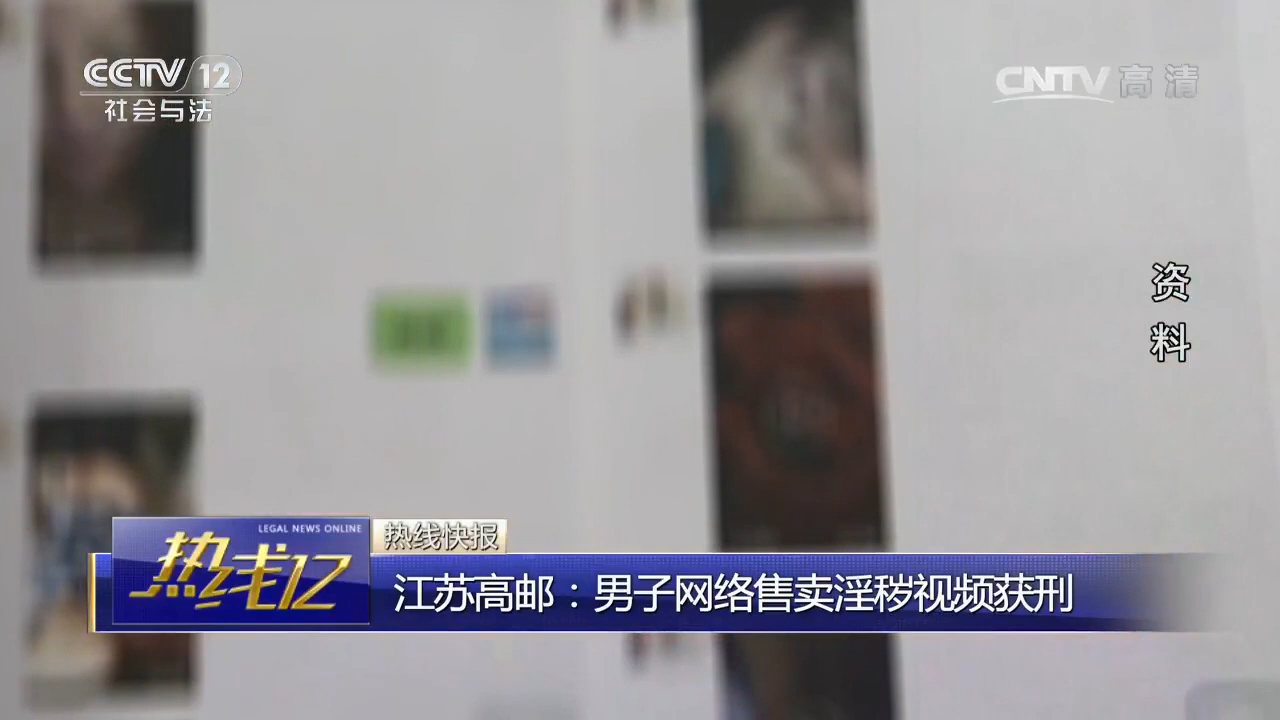 CCTV 12
社会与法
CNTV 高清
资料
LEGAL NEWS ONLINE
热线12
热线快报
江苏高邮：男子网络售卖淫秽视频获刑